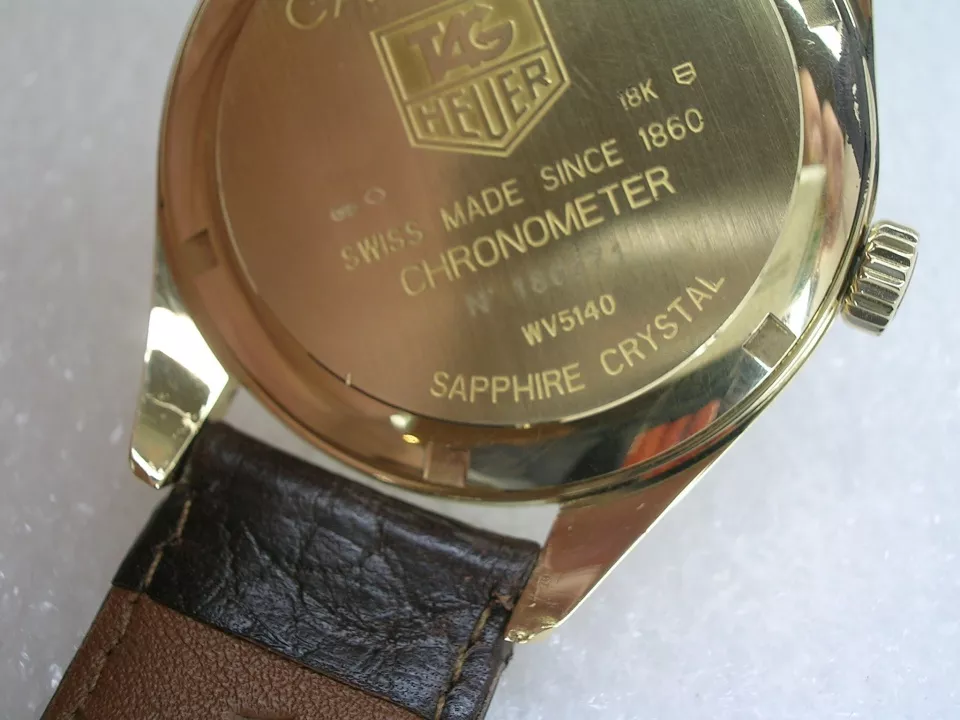 TAG
HEUER
18K
SWISS MADE SINCE 1860
CHRONOMETER
WV5140
SAPPHIRE CRYSTAL